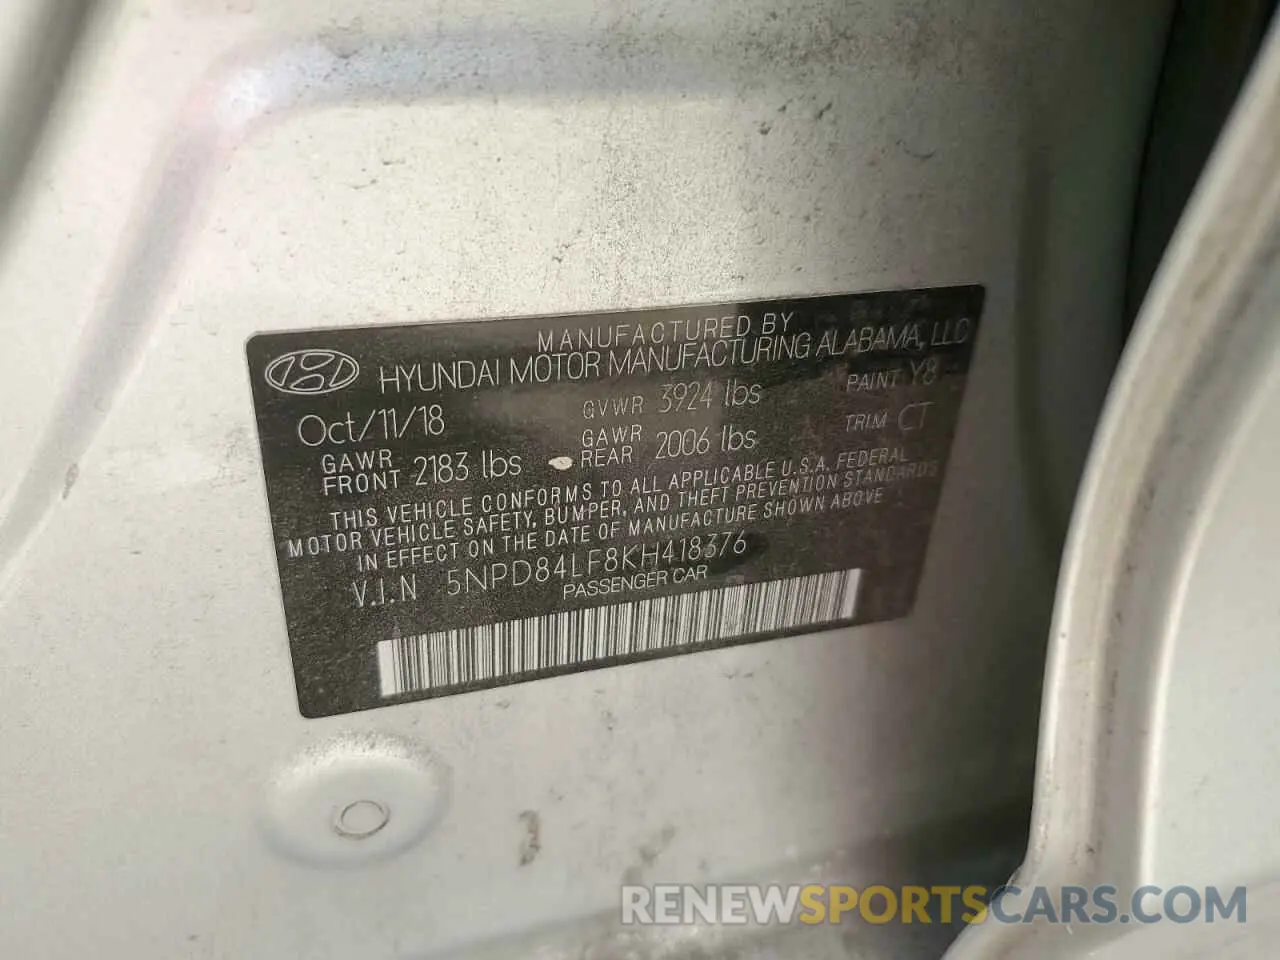 MANUFACTURED BY
HYUNDAI MOTOR MANUFACTURING ALABAMA, LLC
Oct/11/18 GVWR 3924 lbs PAINT Y8
GAWR FRONT 2183 lbs GAWR REAR 2006 lbs TRIM CT
THIS VEHICLE CONFORMS TO ALL APPLICABLE U.S.A. FEDERAL
MOTOR VEHICLE SAFETY, BUMPER, AND THEFT PREVENTION STANDARDS
IN EFFECT ON THE DATE OF MANUFACTURE SHOWN ABOVE
V.I.N 5NPD84LF8KH418376
PASSENGER CAR
RENEWSPORTSCARS.COM